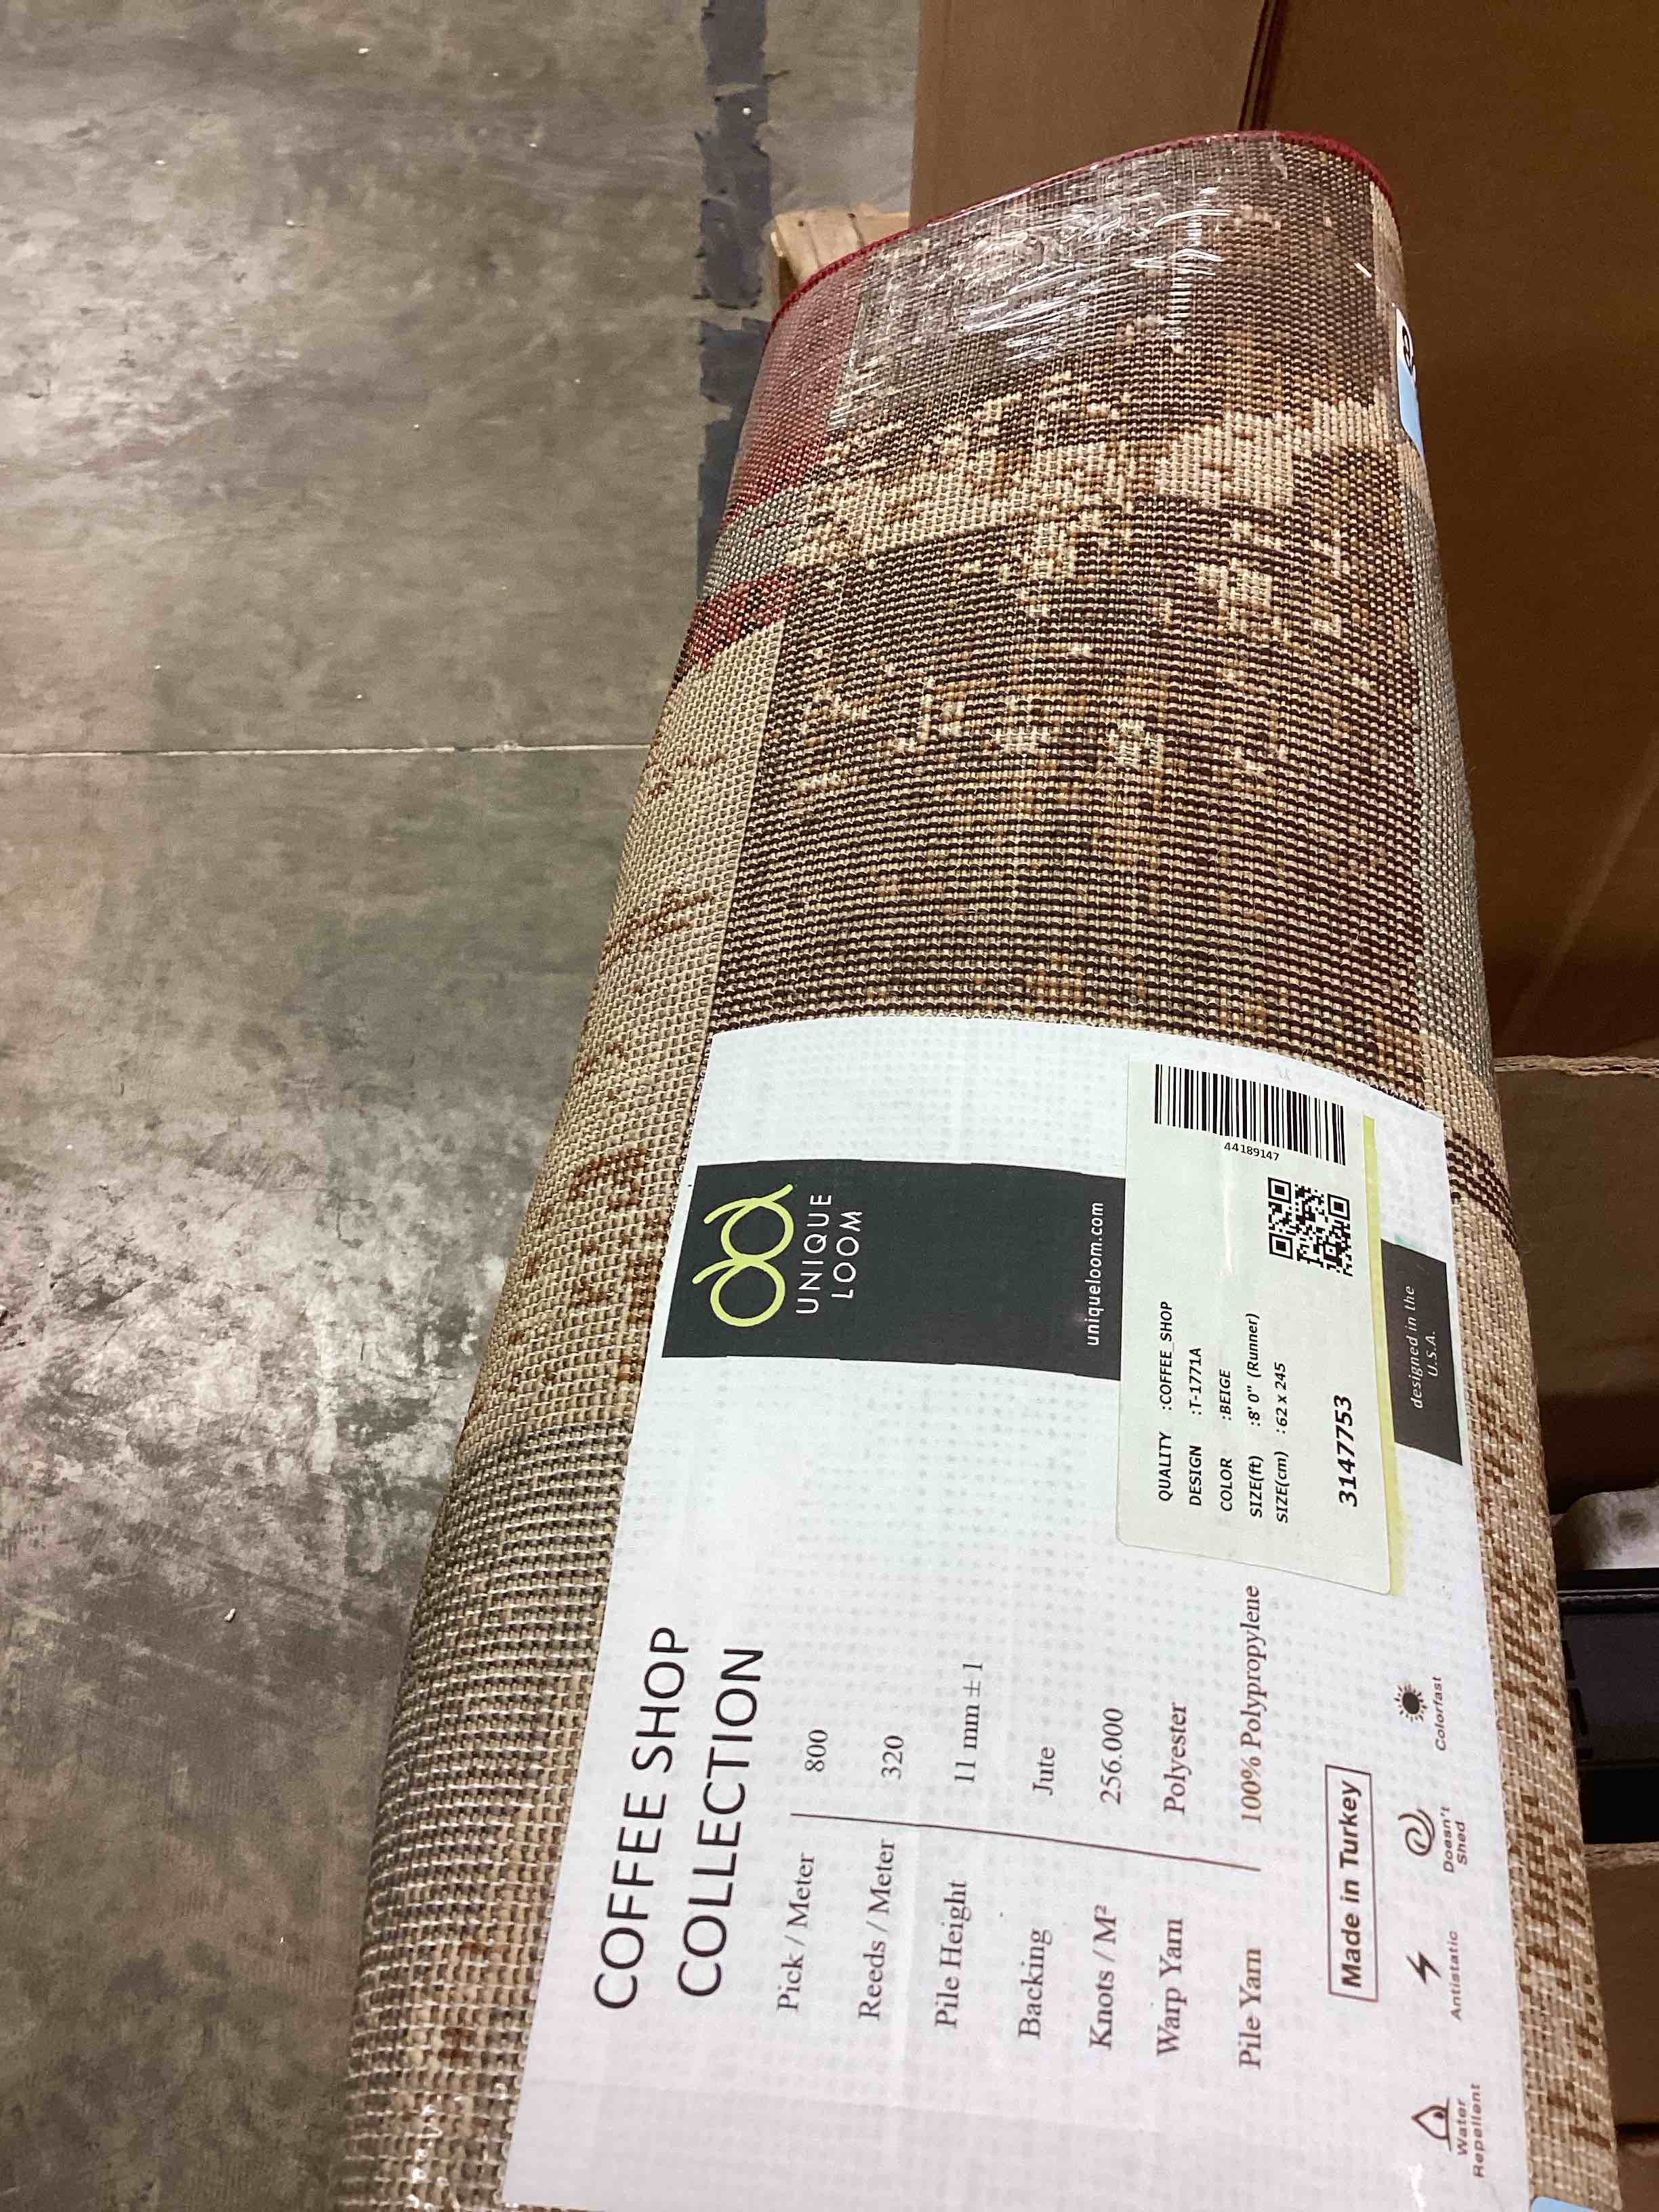 UNIQUE
LOOM
uniqueloom.com
44189147
QUALITY :COFFEE_SHOP
DESIGN :T-1771A
COLOR :BEIGE
SIZE(ft) :8' 0" (Runner)
SIZE(cm) :62 x 245
3147753
designed in the
U.S.A.
COFFEE SHOP
COLLECTION
Pick / Meter 800
Reeds / Meter 320
Pile Height 11 mm ± 1
Backing Jute
Knots / M² 256.000
Warp Yarn Polyester
Pile Yarn 100% Polypropylene
Made in Turkey
Water
Repellent
Antistatic
Doesn't
Shed
Colorfast